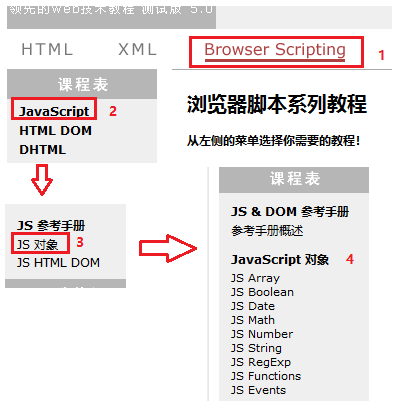 领先的Web技术教程 测试版 5.0
HTML XML Browser Scripting 1
课程表
JavaScript 2
HTML DOM
DHTML
浏览器脚本系列教程
从左侧的菜单选择你需要的教程！
JS 参考手册
JS 对象 3
JS HTML DOM
课程表
JS & DOM 参考手册
参考手册概述
JavaScript 对象 4
JS Array
JS Boolean
JS Date
JS Math
JS Number
JS String
JS RegExp
JS Functions
JS Events